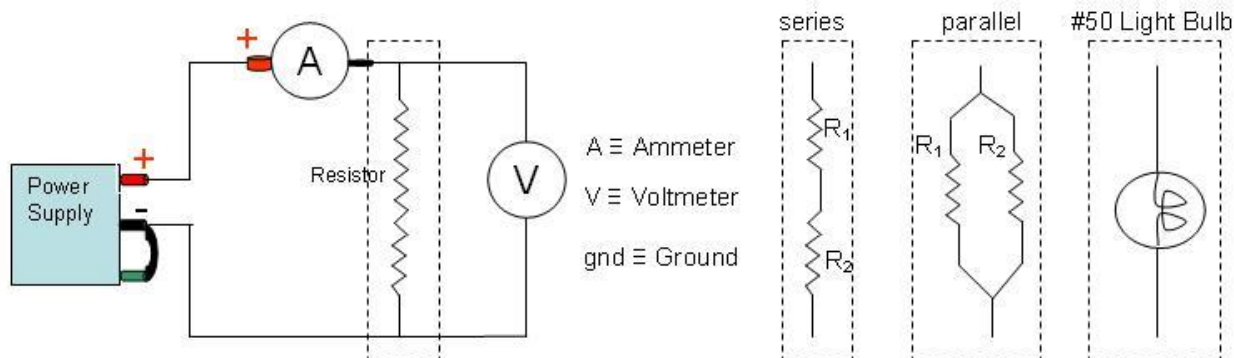 series
parallel
#50 Light Bulb
+
A
+
Power
Supply
-
Resistor
V
A ≡ Ammeter
V ≡ Voltmeter
gnd ≡ Ground
R₁
R₂
R₁
R₂